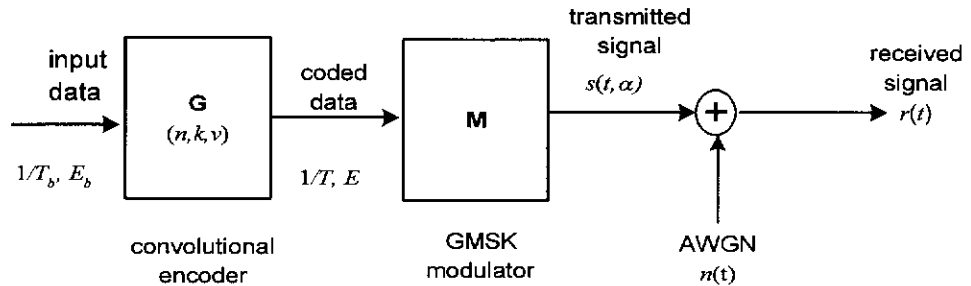 input
data
1/T_b, E_b
G
(n,k,v)
convolutional
encoder
coded
data
1/T, E
M
GMSK
modulator
transmitted
signal
s(t,α)
+
AWGN
n(t)
received
signal
r(t)